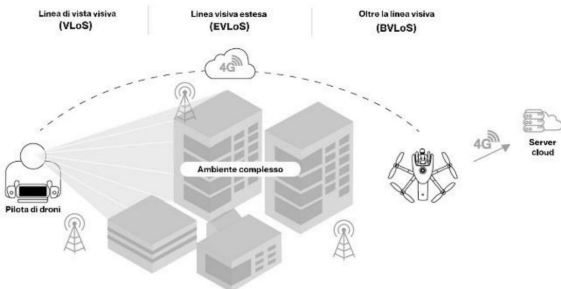 Linea di vista visiva
(VLoS)
Linea visiva estesa
(EVLoS)
Oltre la linea visiva
(BVLoS)
4G
4G
Server
cloud
Ambiente complesso
Pilota di droni